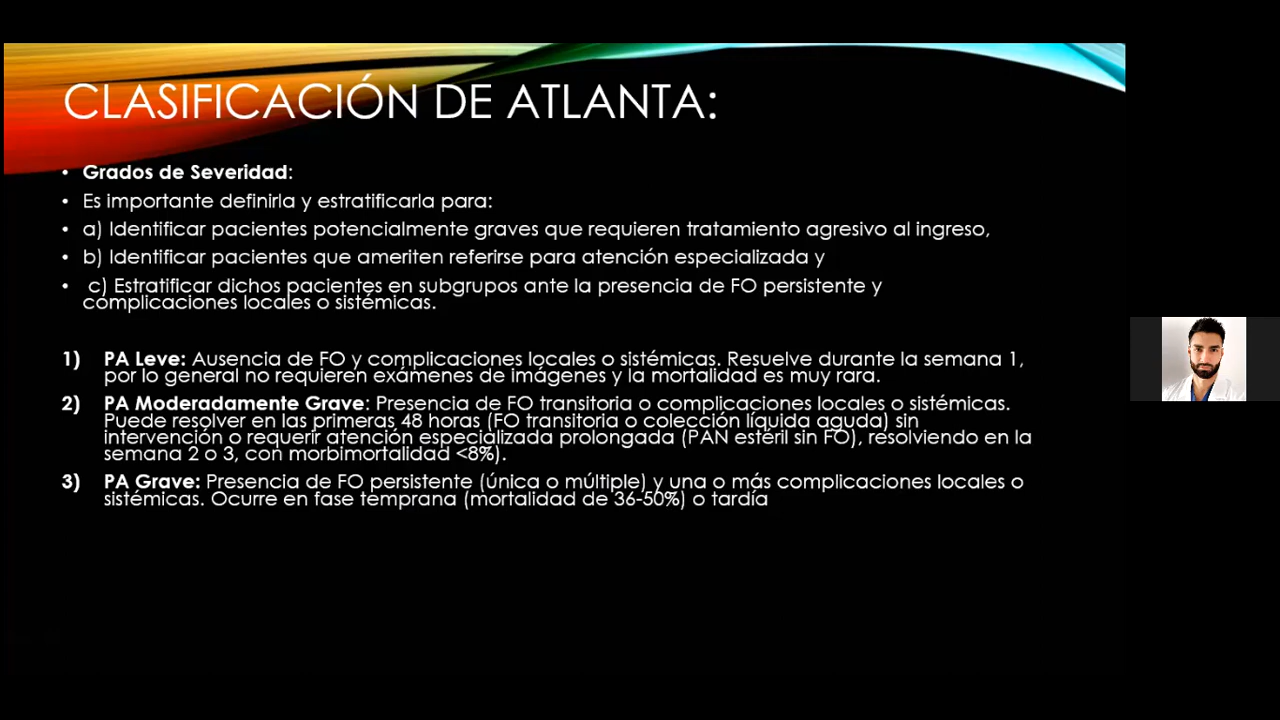 CLASIFICACIÓN DE ATLANTA:
• Grados de Severidad:
• Es importante definirla y estratificarla para:
• a) Identificar pacientes potencialmente graves que requieren tratamiento agresivo al ingreso,
• b) Identificar pacientes que ameriten referirse para atención especializada y
• c) Estratificar dichos pacientes en subgrupos ante la presencia de FO persistente y
complicaciones locales o sistémicas.
1) PA Leve: Ausencia de FO y complicaciones locales o sistémicas. Resuelve durante la semana 1,
por lo general no requieren exámenes de imágenes y la mortalidad es muy rara.
2) PA Moderadamente Grave: Presencia de FO transitoria o complicaciones locales o sistémicas.
Puede resolver en las primeras 48 horas (FO transitoria o colección líquida aguda) sin
intervención o requerir atención especializada prolongada (PAN estéril sin FO), resolviendo en la
semana 2 o 3, con morbimortalidad <8%).
3) PA Grave: Presencia de FO persistente (única o múltiple) y una o más complicaciones locales o
sistémicas. Ocurre en fase temprana (mortalidad de 36-50%) o tardía